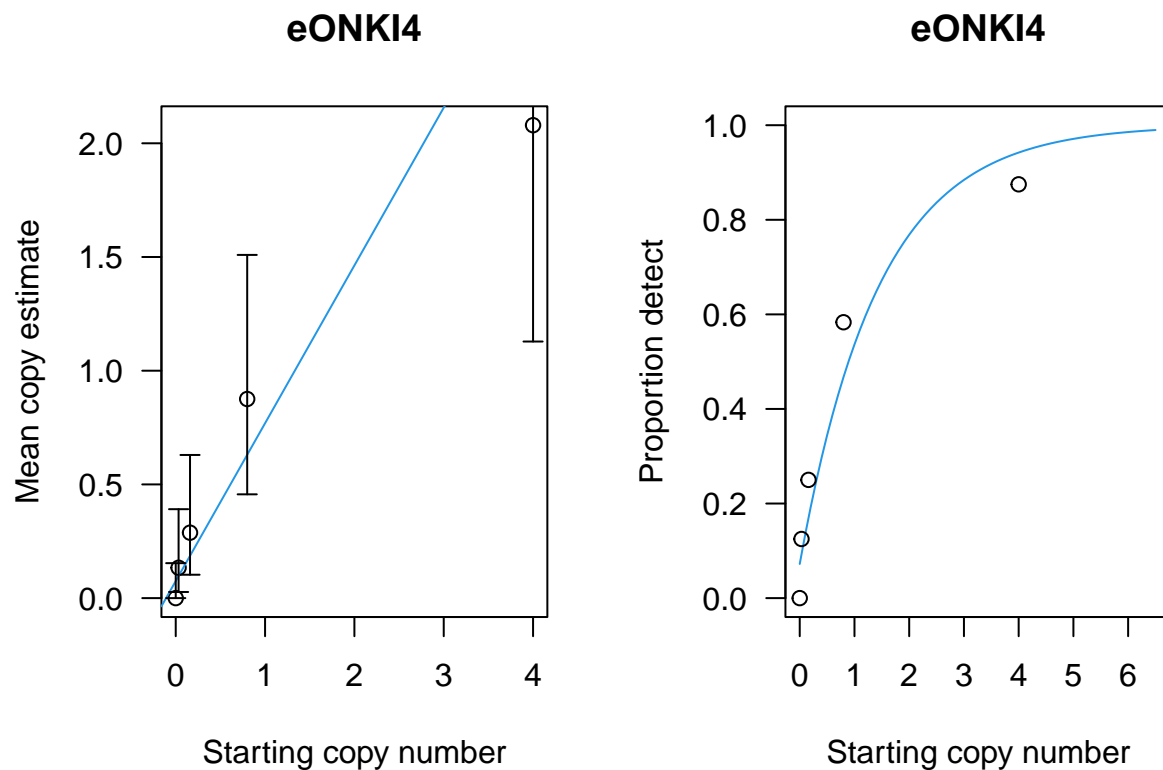 eONKI4
Mean copy estimate
2.0
1.5
1.0
0.5
0.0
0 1 2 3 4
Starting copy number
eONKI4
Proportion detect
1.0
0.8
0.6
0.4
0.2
0.0
0 1 2 3 4 5 6
Starting copy number